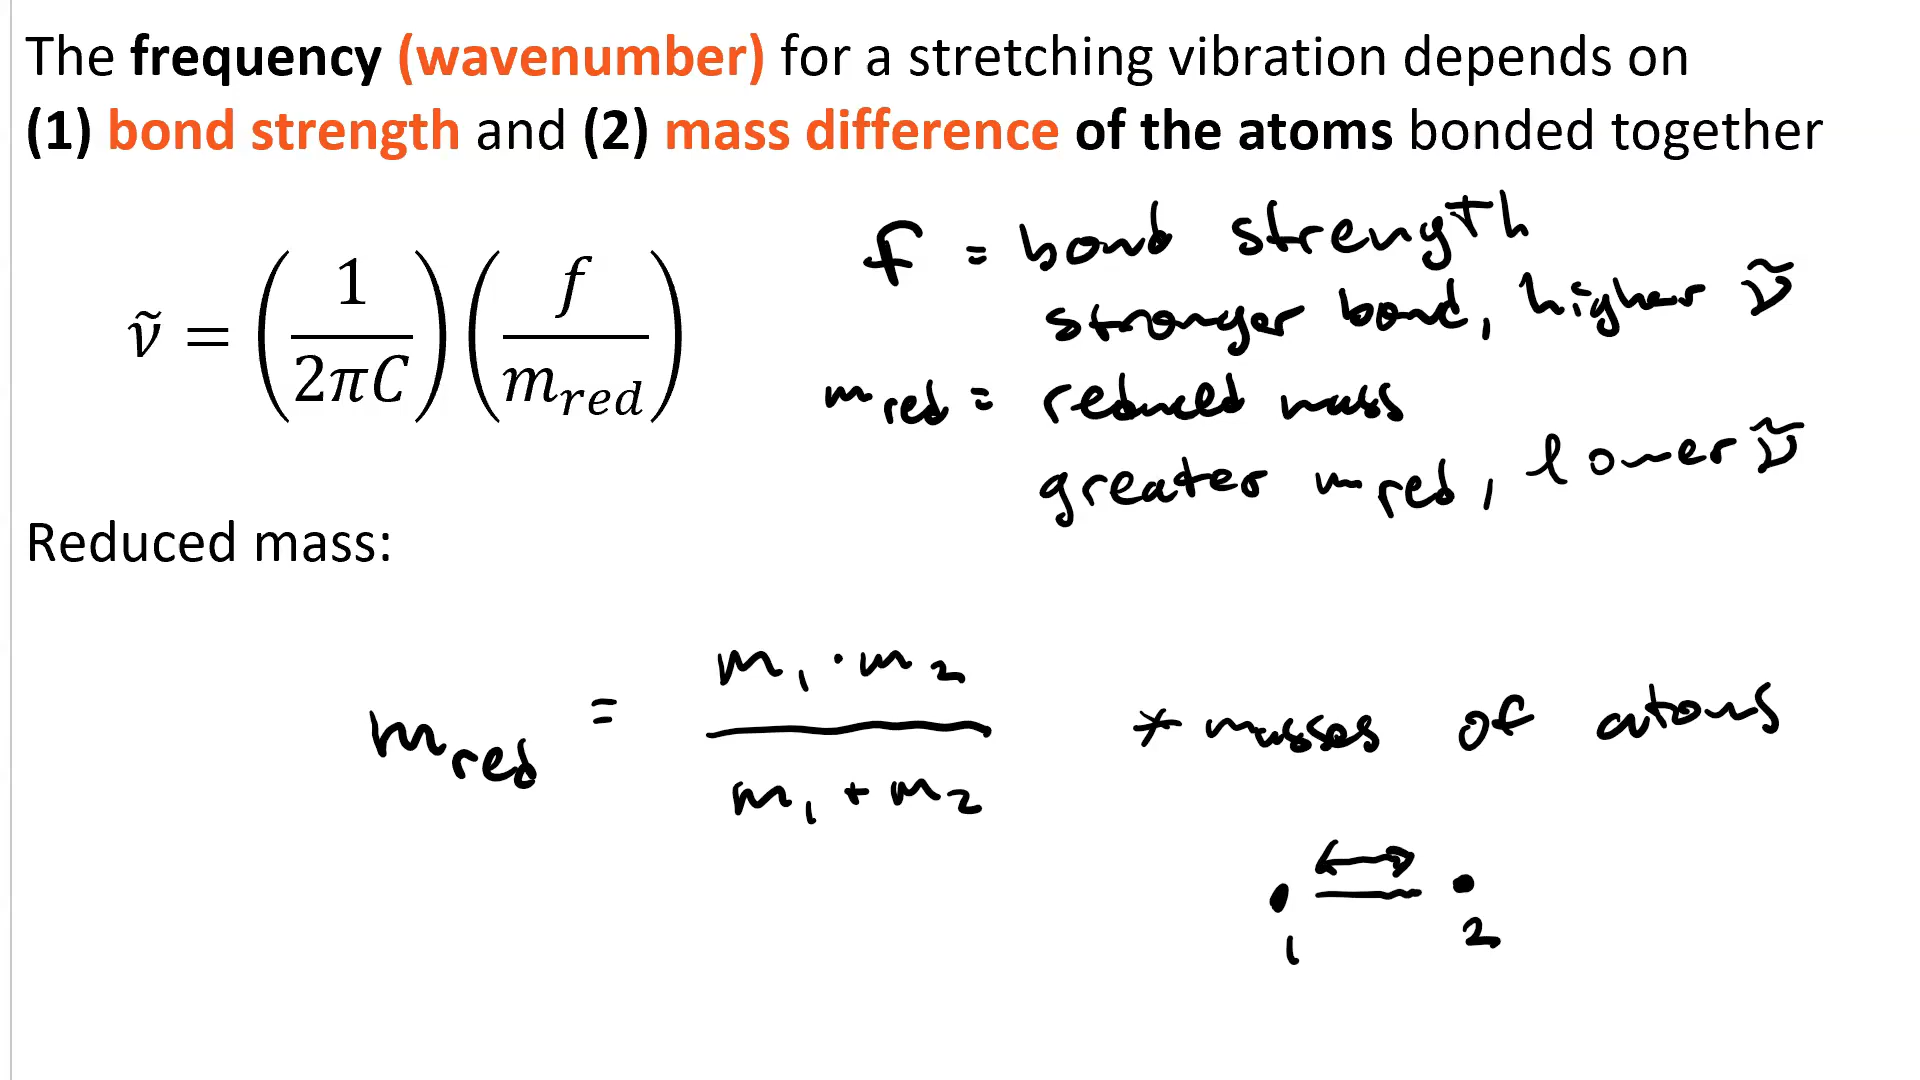 The frequency (wavenumber) for a stretching vibration depends on
(1) bond strength and (2) mass difference of the atoms bonded together
ν̃ = (1/2πC) (f/m_red)
f = bond strength
stronger bond, higher ν̃
m_red = reduced mass
greater m_red, lower ν̃
Reduced mass:
m_red = (m₁ · m₂)/(m₁ + m₂)
* masses of atoms
1 2